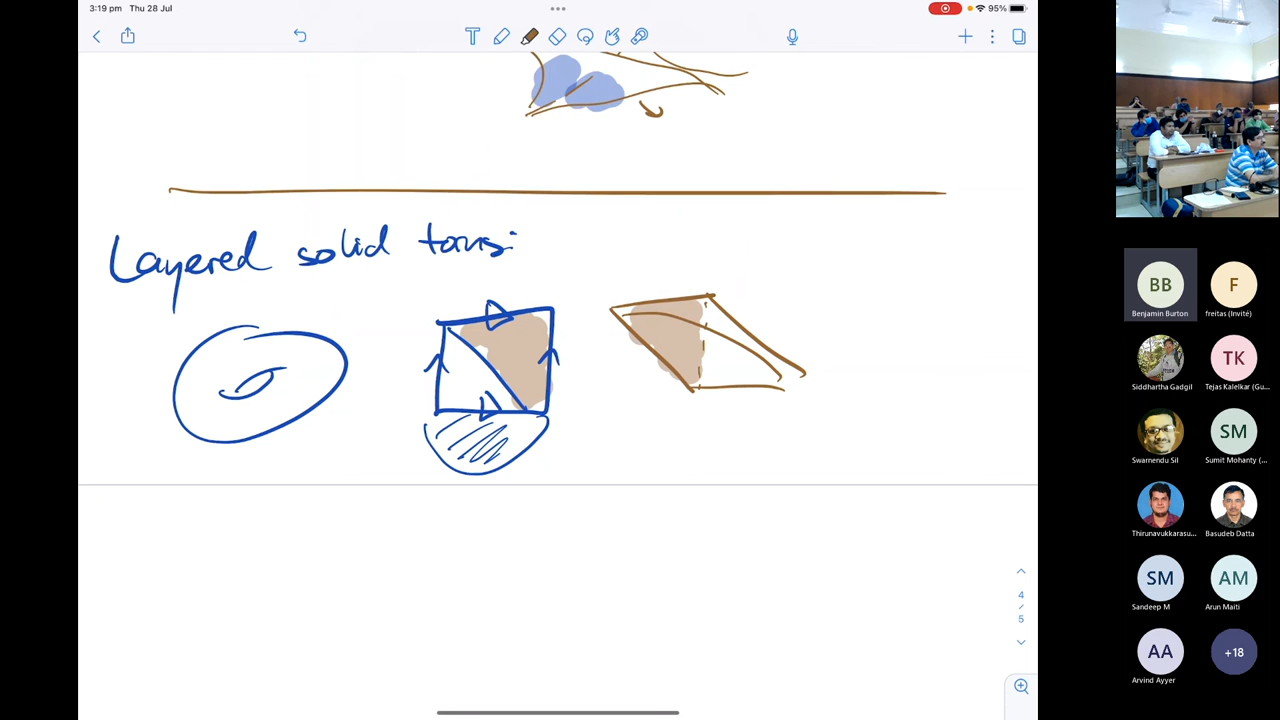 3:19 pm Thu 28 Jul
95%
T
Layered solid torus:
4
/
5
BB
Benjamin Burton
F
freitas (Invité)
Siddhartha Gadgil
TK
Tejas Kalelkar (Gu...
Swarnendu Sil
SM
Sumit Mohanty (...
Thirunavukkarasu...
Basudeb Datta
SM
Sandeep M
AM
Arun Maiti
AA
Arvind Ayyer
+18